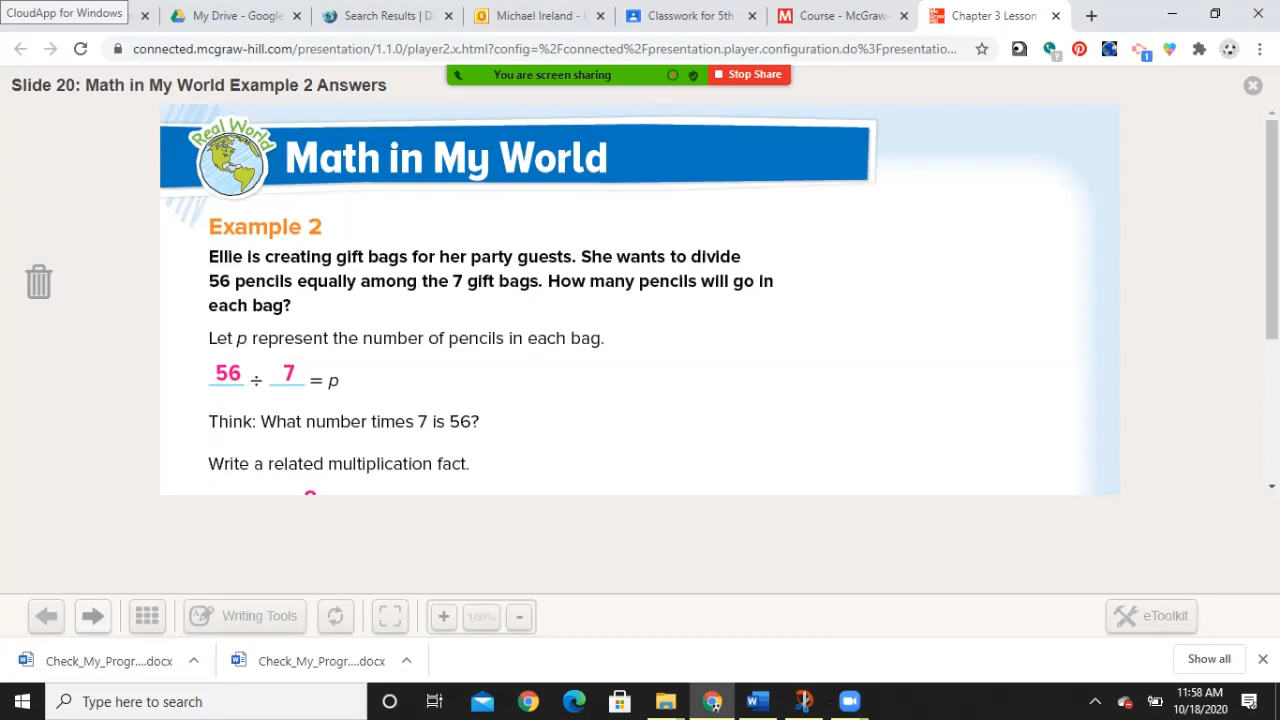 CloudApp for Windows
My Drive - Google
Search Results | D
Michael Ireland -
Classwork for 5th
Course - McGraw-
Chapter 3 Lesson
connected.mcgraw-hill.com/presentation/1.1.0/player2.x.html?config=%2Fconnected%2Fpresentation.player.configuration.do%3Fpresentatio...
Slide 20: Math in My World Example 2 Answers
You are screen sharing
Stop Share
Real World
Math in My World
Example 2
Ellie is creating gift bags for her party guests. She wants to divide
56 pencils equally among the 7 gift bags. How many pencils will go in
each bag?
Let p represent the number of pencils in each bag.
56 ÷ 7 = p
Think: What number times 7 is 56?
Write a related multiplication fact.
Writing Tools
+
100%
-
eToolkit
Check_My_Progr....docx
Check_My_Progr....docx
Show all
Type here to search
11:58 AM
10/18/2020